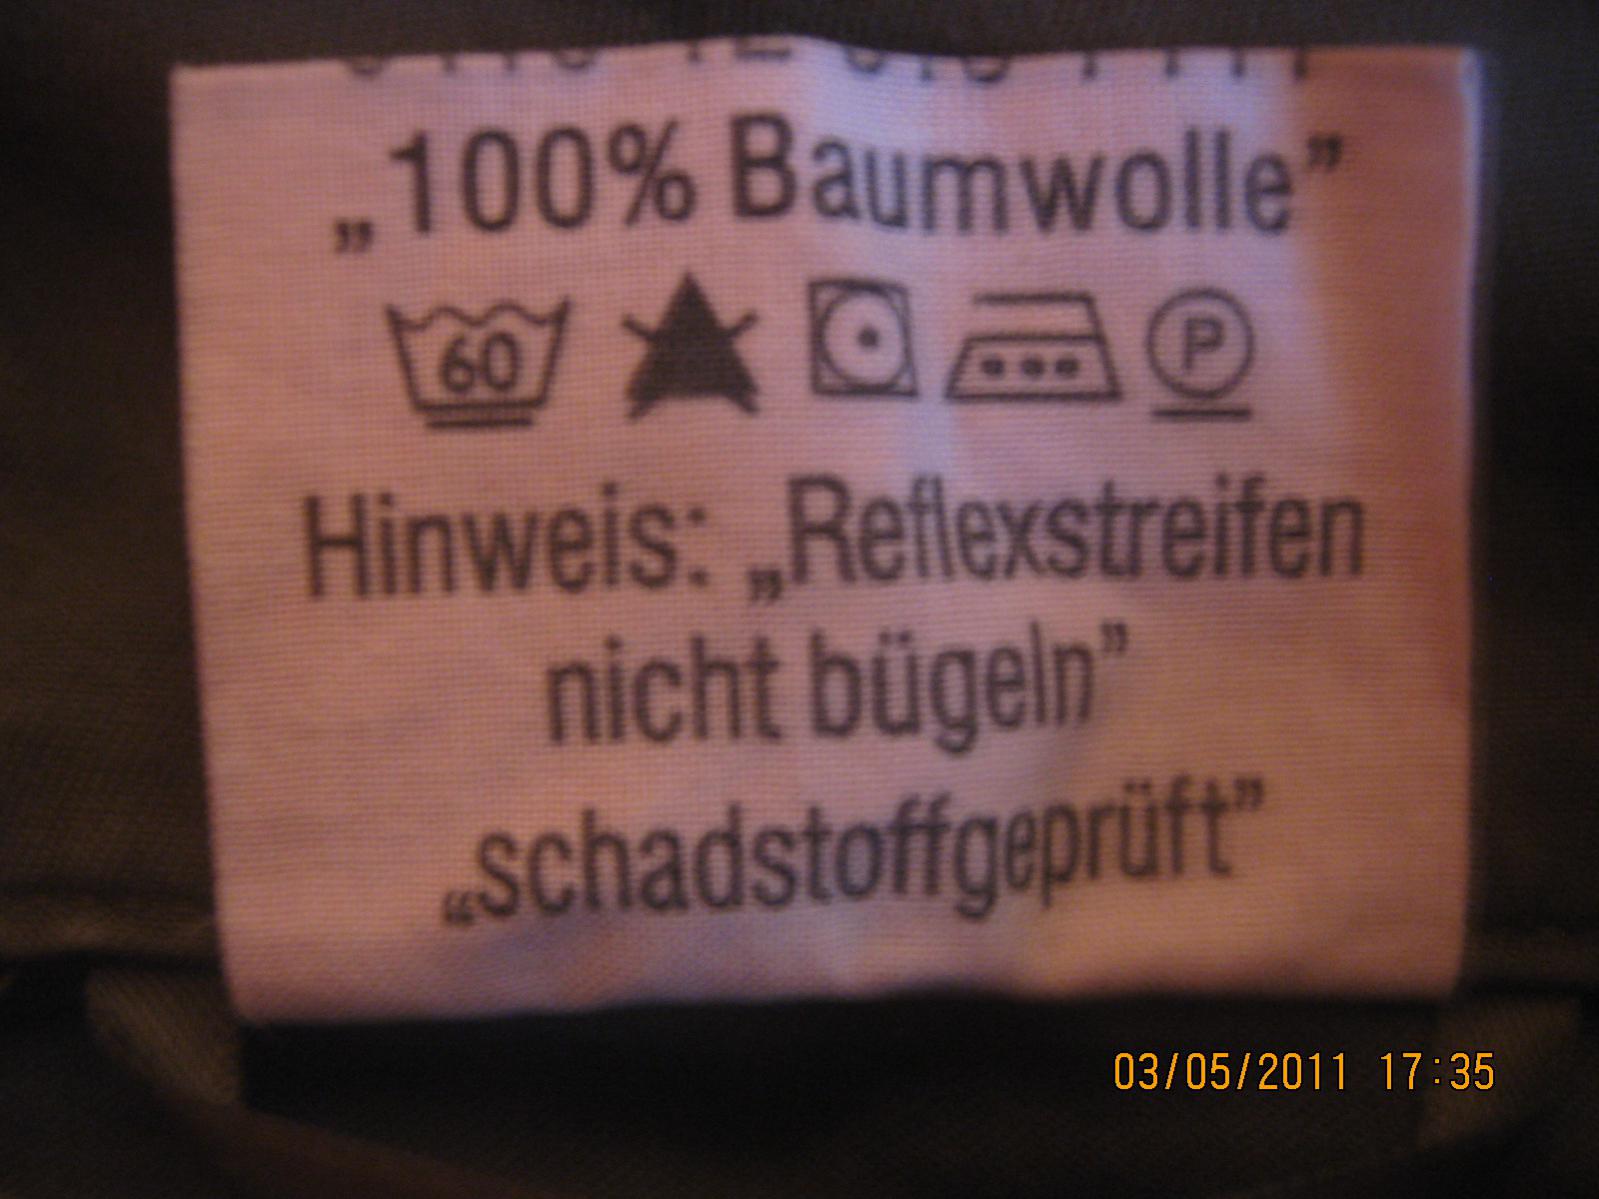 „100% Baumwolle”
60 P
Hinweis: „Reflexstreifen
nicht bügeln”
„schadstoffgeprüft”
03/05/2011 17:35